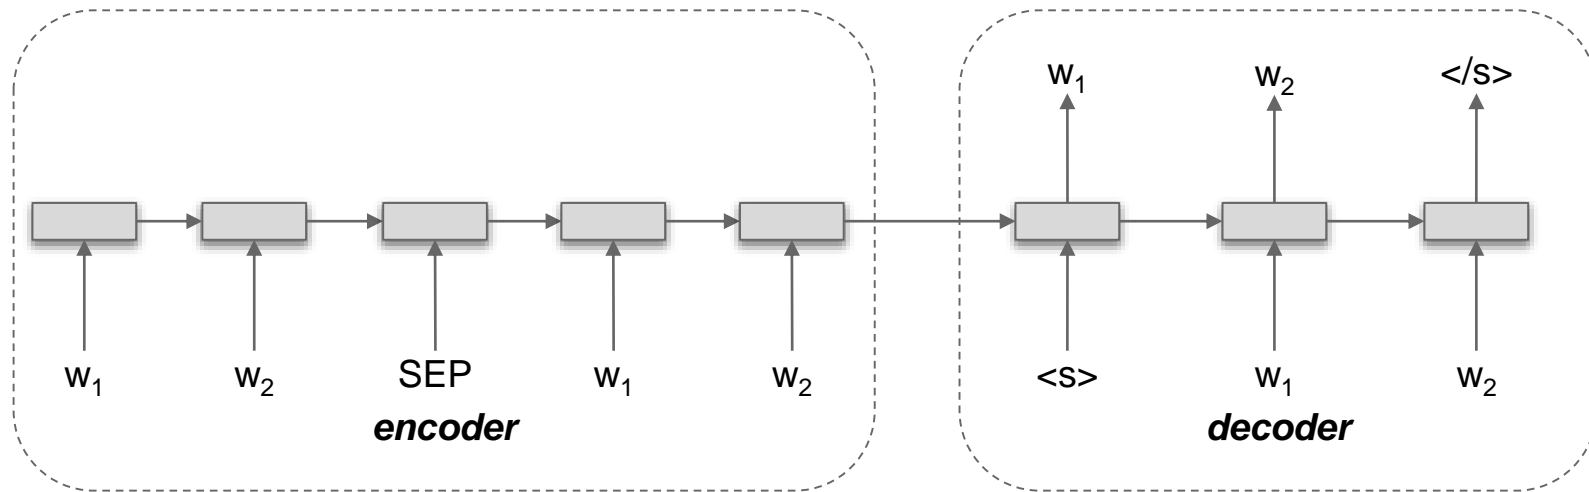 w₁ w₂ </s>
w₁ w₂ SEP w₁ w₂ <s> w₁ w₂
encoder decoder